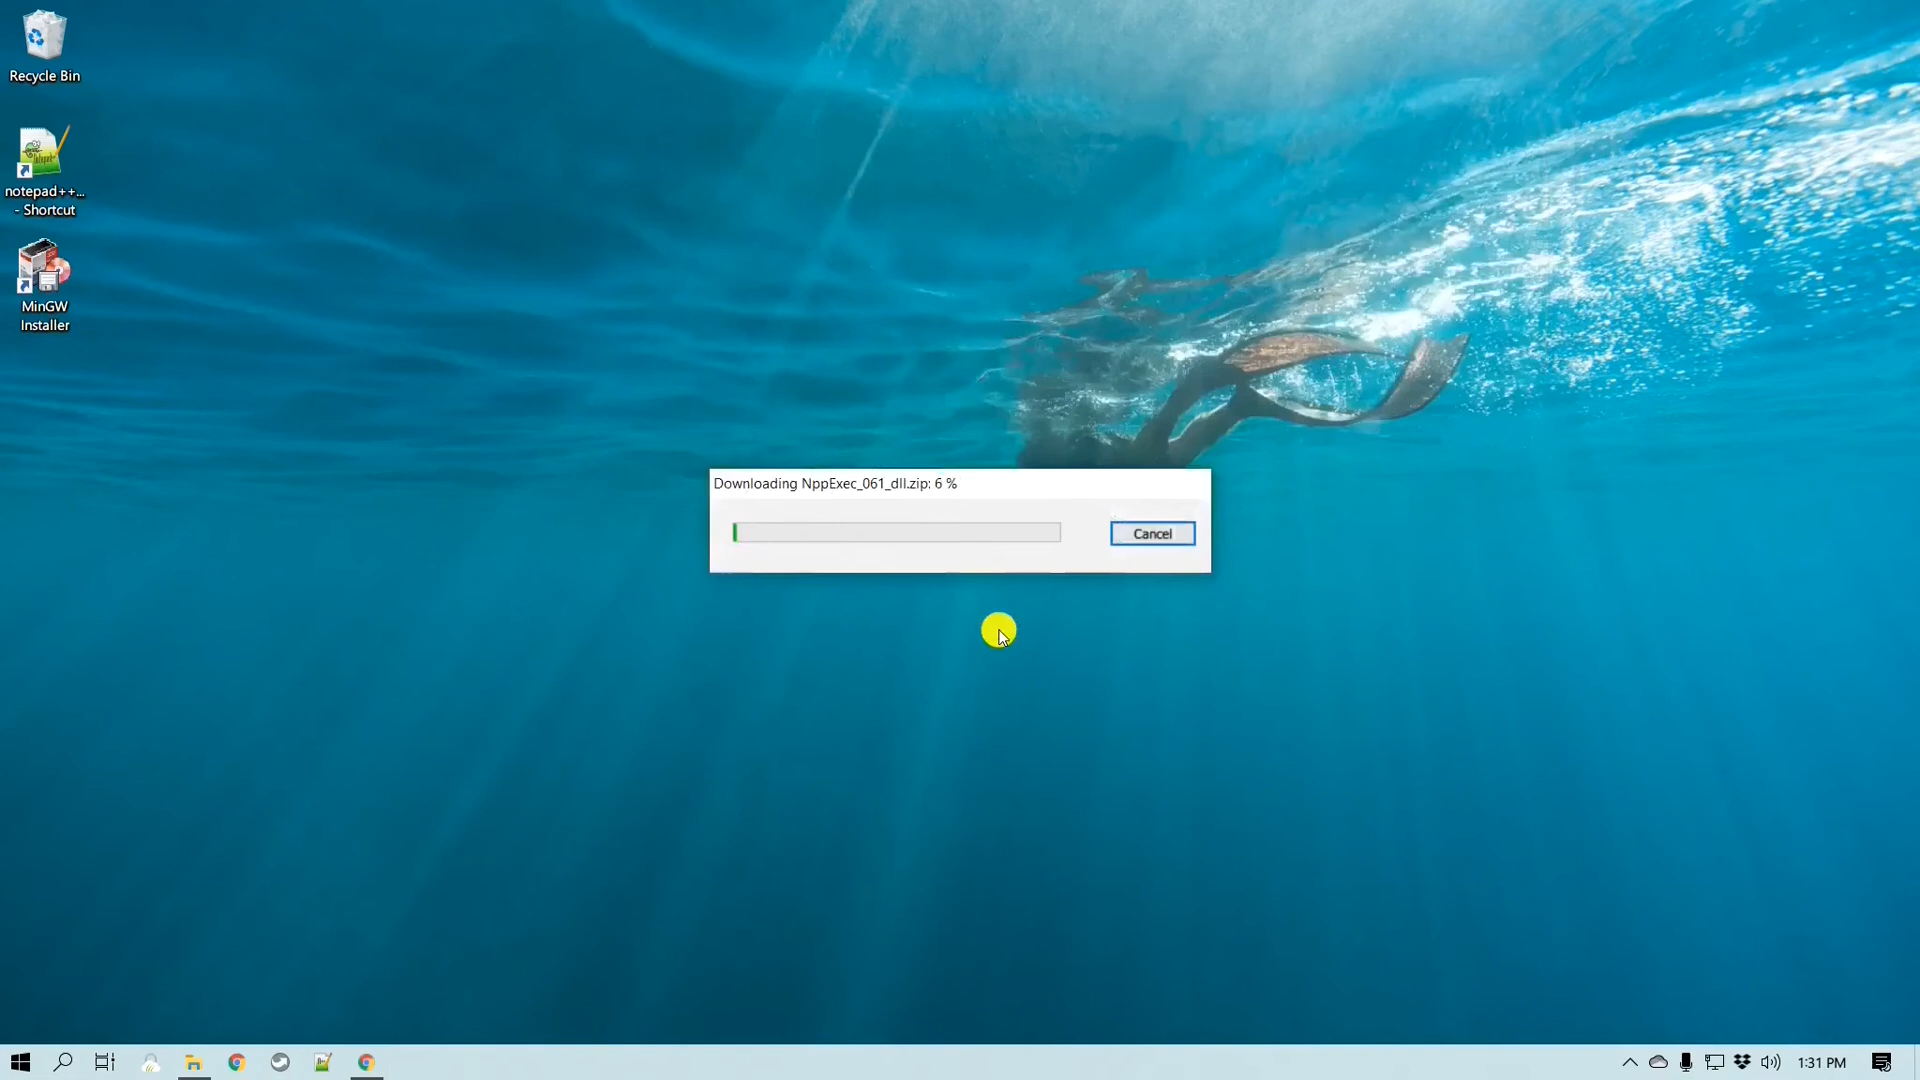 Recycle Bin
notepad++...
- Shortcut
MinGW
Installer
Downloading NppExec_061_dll.zip: 6 %
Cancel
1:31 PM